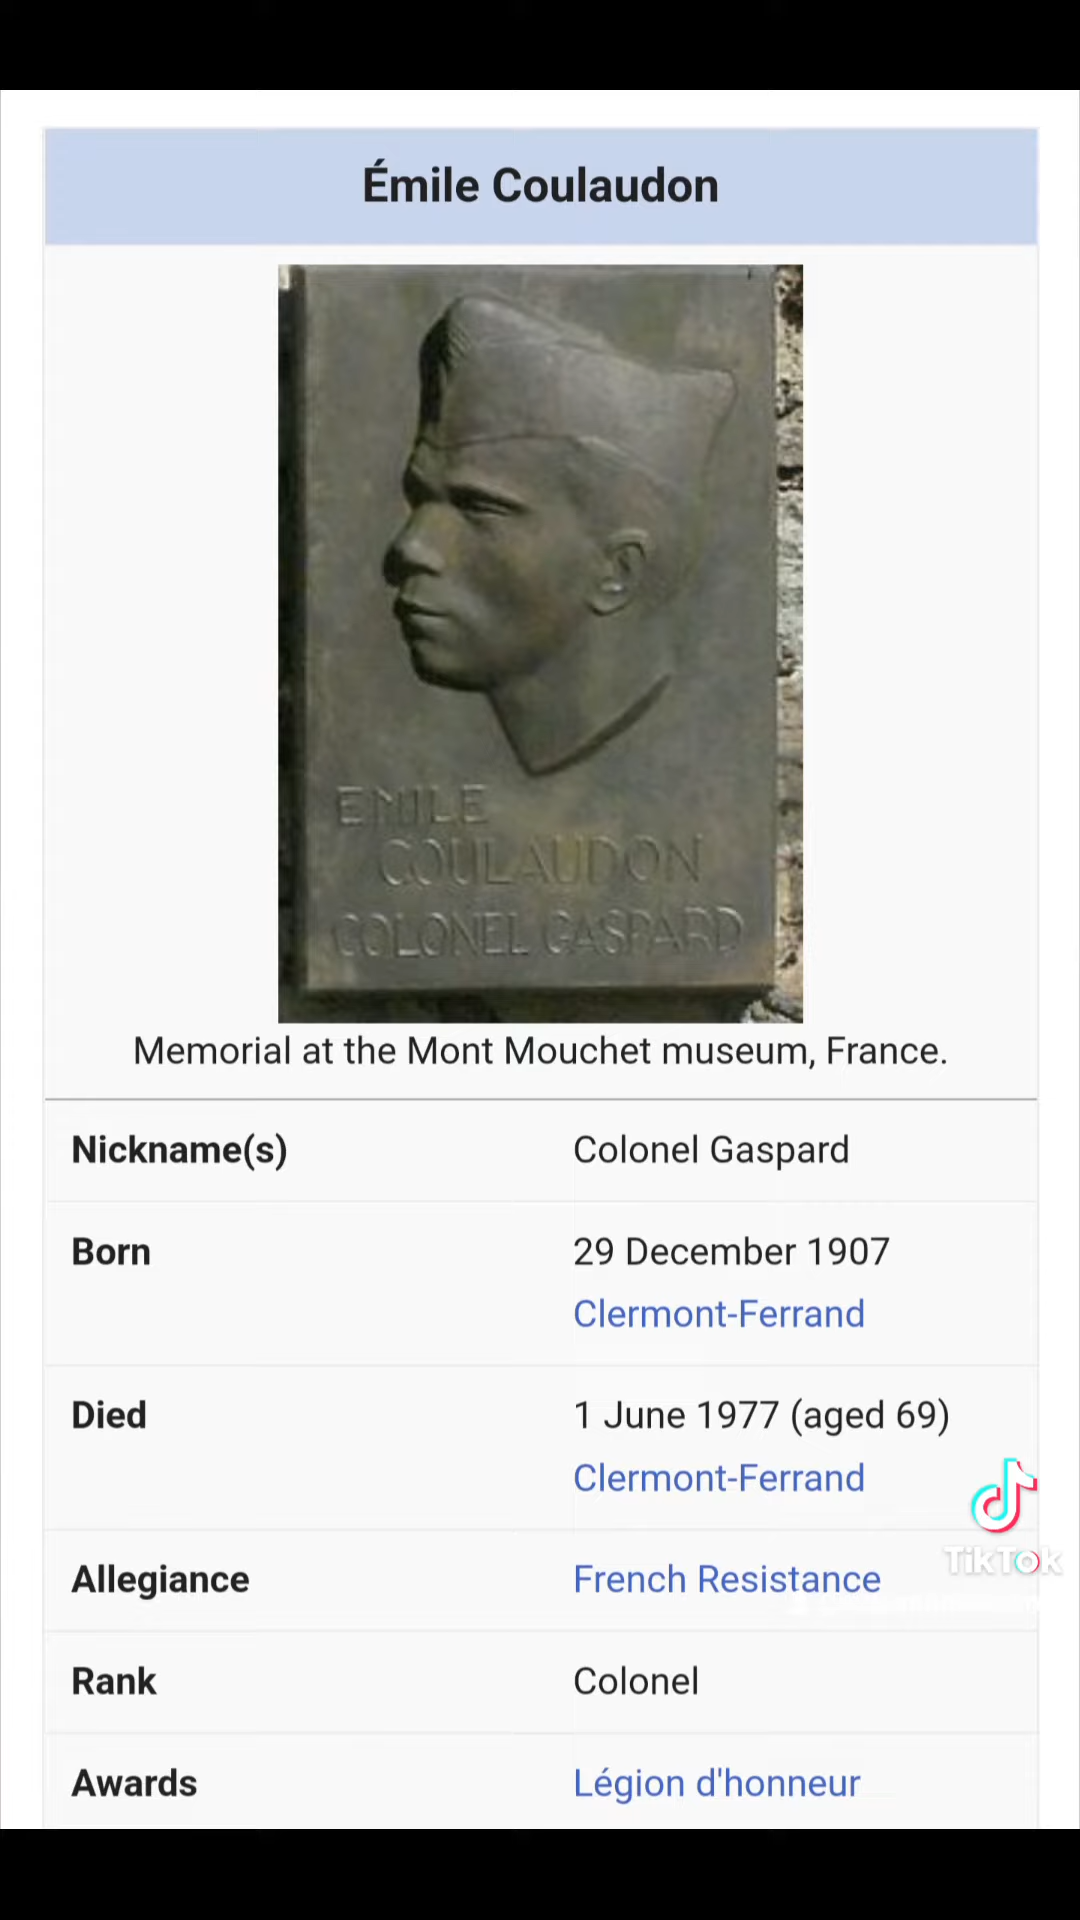 Émile Coulaudon
EMILE
COULAUDON
COLONEL GASPARD
Memorial at the Mont Mouchet museum, France.
Nickname(s) Colonel Gaspard
Born 29 December 1907
Clermont-Ferrand
Died 1 June 1977 (aged 69)
Clermont-Ferrand
TikTok
Allegiance French Resistance
Rank Colonel
Awards Légion d'honneur